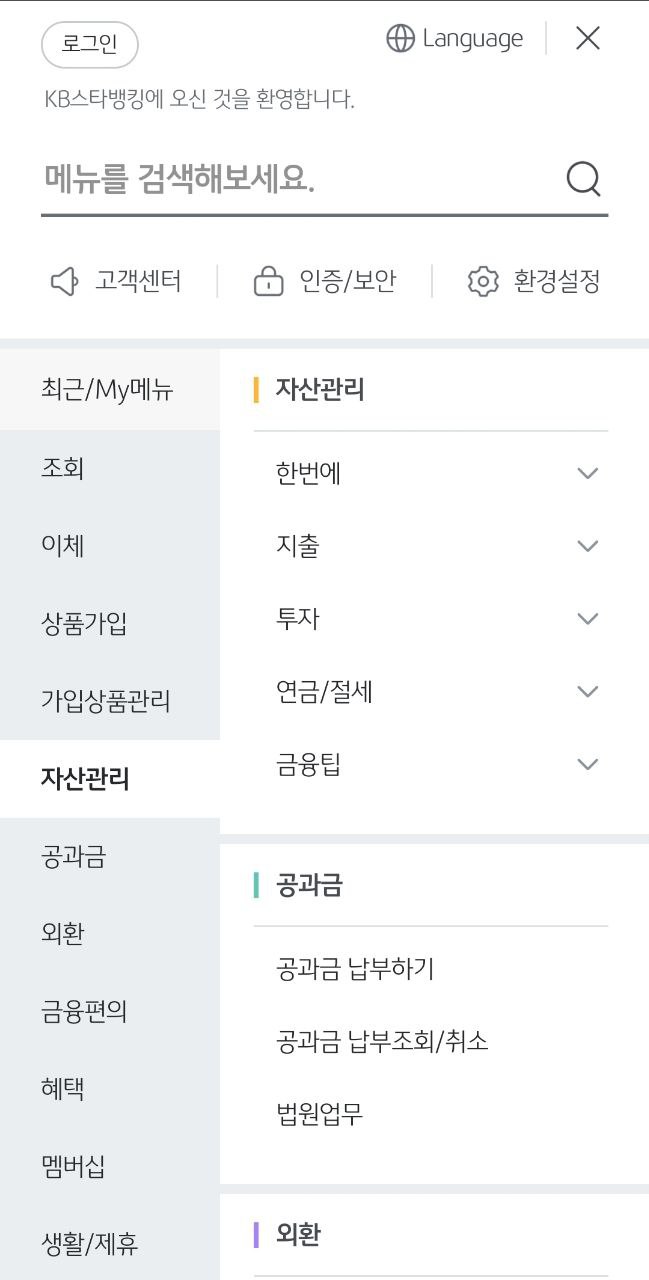 로그인
Language
KB스타뱅킹에 오신 것을 환영합니다.
메뉴를 검색해보세요.
고객센터
인증/보안
환경설정
최근/My메뉴
조회
이체
상품가입
가입상품관리
자산관리
공과금
외환
금융편의
혜택
멤버십
생활/제휴
자산관리
한번에
지출
투자
연금/절세
금융팁
공과금
공과금 납부하기
공과금 납부조회/취소
법원업무
외환